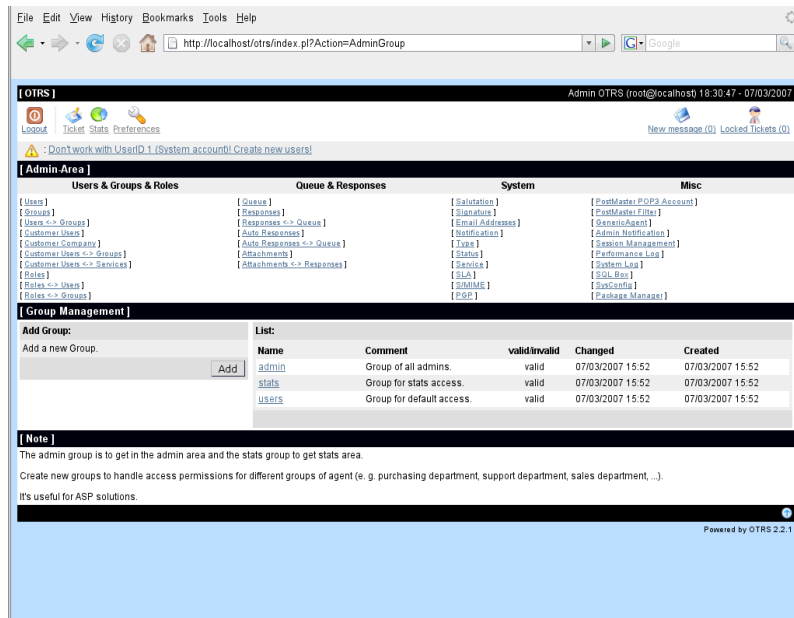 File Edit View History Bookmarks Tools Help
http://localhost/otrs/index.pl?Action=AdminGroup
G Google
[ OTRS ] Admin OTRS (root@localhost) 18:30:47 - 07/03/2007
Logout Ticket Stats Preferences New message (0) Locked Tickets (0)
: Don't work with UserID 1 (System account)! Create new users!
[ Admin-Area ]
Users & Groups & Roles Queue & Responses System Misc
[ Users ] [ Queue ] [ Salutation ] [ PostMaster POP3 Account ]
[ Groups ] [ Responses ] [ Signature ] [ PostMaster Filter ]
[ Users <-> Groups ] [ Responses <-> Queue ] [ Email Addresses ] [ GenericAgent ]
[ Customer Users ] [ Auto Responses ] [ Notification ] [ Admin Notification ]
[ Customer Company ] [ Auto Responses <-> Queue ] [ Type ] [ Session Management ]
[ Customer Users <-> Groups ] [ Attachments ] [ Status ] [ Performance Log ]
[ Customer Users <-> Services ] [ Attachments <-> Responses ] [ Service ] [ System Log ]
[ Roles ] [ SLA ] [ SQL Box ]
[ Roles <-> Users ] [ S/MIME ] [ SysConfig ]
[ Roles <-> Groups ] [ PGP ] [ Package Manager ]
[ Group Management ]
Add Group: List:
Add a new Group. Name Comment valid/invalid Changed Created
Add admin Group of all admins. valid 07/03/2007 15:52 07/03/2007 15:52
stats Group for stats access. valid 07/03/2007 15:52 07/03/2007 15:52
users Group for default access. valid 07/03/2007 15:52 07/03/2007 15:52
[ Note ]
The admin group is to get in the admin area and the stats group to get stats area.
Create new groups to handle access permissions for different groups of agent (e. g. purchasing department, support department, sales department, ...).
It's useful for ASP solutions.
Powered by OTRS 2.2.1